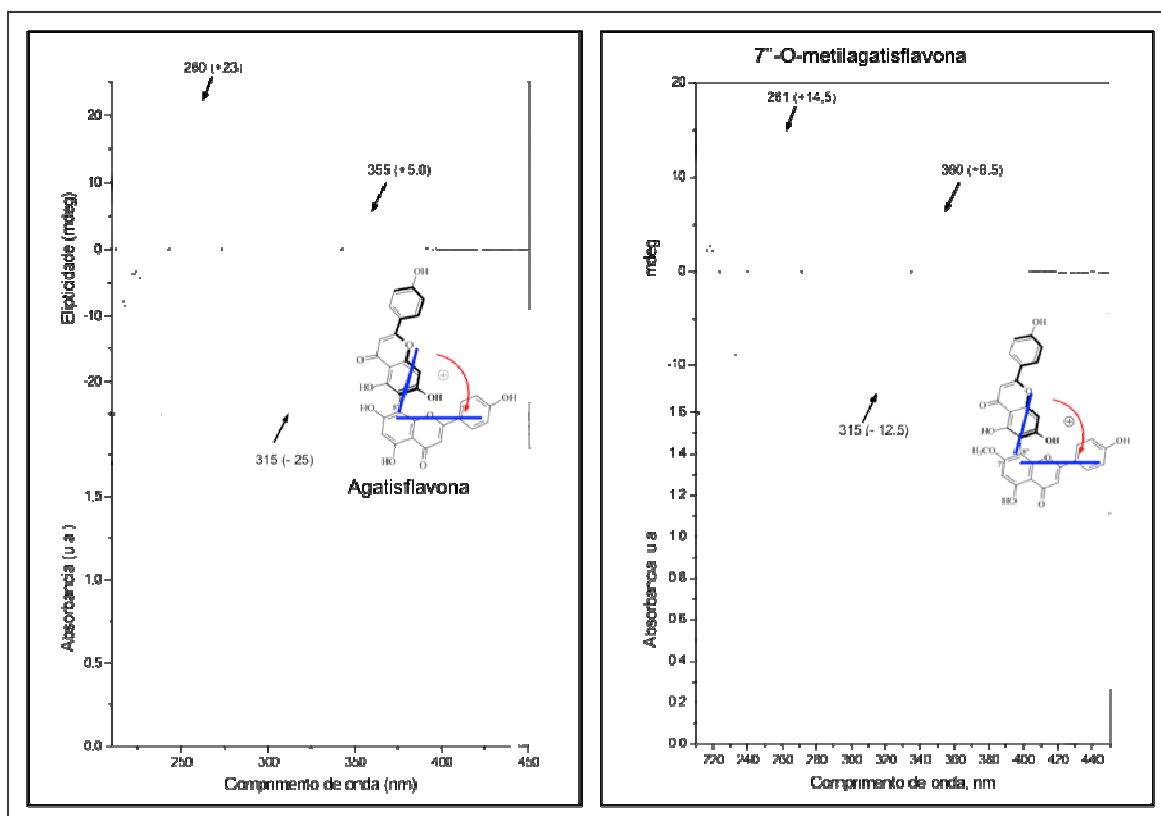 260 (+23)
20
355 (+5.0)
10
0
-10
-20
Elipticidade (mdeg)
OH
O
O
HO
OH
HO
O
OH
HO
O
315 (- 25)
Agatisflavona
1,5
1,0
0,5
0,0
Absorbancia (u.a)
250
300
350
400
450
Comprimento de onda (nm)
7"-O-metilagatisflavona
20
261 (+14,5)
360 (+8.5)
10
0
-10
mdeg
OH
O
O
HO
OH
H₃CO
O
OH
HO
O
315 (- 12.5)
1.4
1.2
1.0
0.8
0.6
0.4
0.2
0.0
Absorbancia u.a
220
240
260
280
300
320
340
360
380
400
420
440
Comprimento de onda, nm